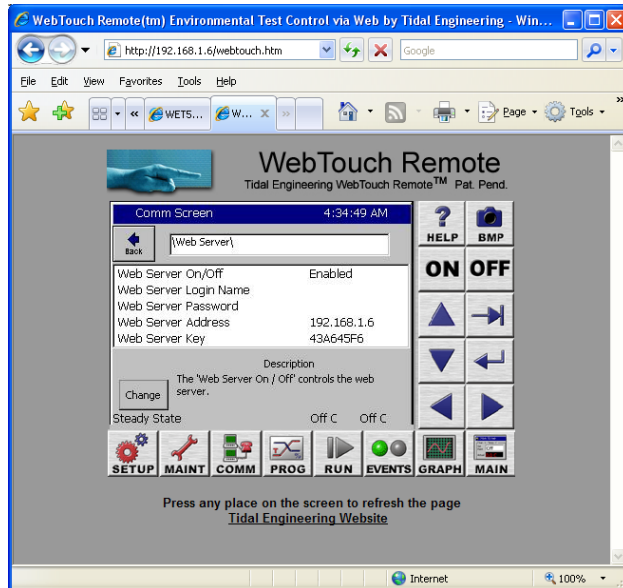 WebTouch Remote(tm) Environmental Test Control via Web by Tidal Engineering - Win...
http://192.168.1.6/webtouch.htm
Google
File Edit View Favorites Tools Help
WET5... W... Page Tools
WebTouch Remote
Tidal Engineering WebTouch Remote™ Pat. Pend.
Comm Screen 4:34:49 AM
HELP BMP
Back \Web Server\
ON OFF
Web Server On/Off Enabled
Web Server Login Name
Web Server Password
Web Server Address 192.168.1.6
Web Server Key 43A645F6
Description
The 'Web Server On / Off' controls the web
server.
Change
Steady State Off C Off C
SETUP MAINT COMM PROG RUN EVENTS GRAPH MAIN
Press any place on the screen to refresh the page
Tidal Engineering Website
Internet 100%